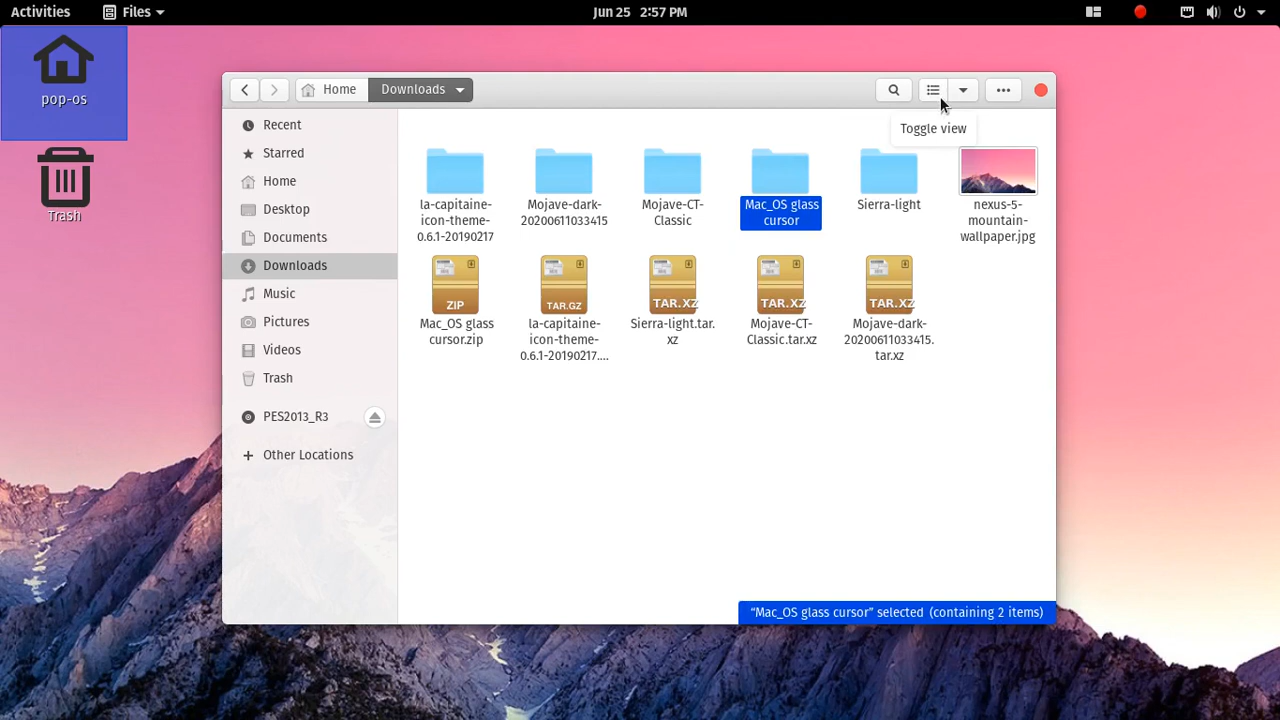 Activities
Files
Jun 25 2:57 PM
pop-os
Trash
Home
Downloads
Toggle view
Recent
Starred
Home
Desktop
Documents
Downloads
Music
Pictures
Videos
Trash
PES2013_R3
Other Locations
la-capitaine-
icon-theme-
0.6.1-20190217
Mojave-dark-
20200611033415
Mojave-CT-
Classic
Mac_OS glass
cursor
Sierra-light
nexus-5-
mountain-
wallpaper.jpg
ZIP
Mac_OS glass
cursor.zip
TAR.GZ
la-capitaine-
icon-theme-
0.6.1-20190217....
TAR.XZ
Sierra-light.tar.
xz
TAR.XZ
Mojave-CT-
Classic.tar.xz
TAR.XZ
Mojave-dark-
20200611033415.
tar.xz
“Mac_OS glass cursor” selected (containing 2 items)